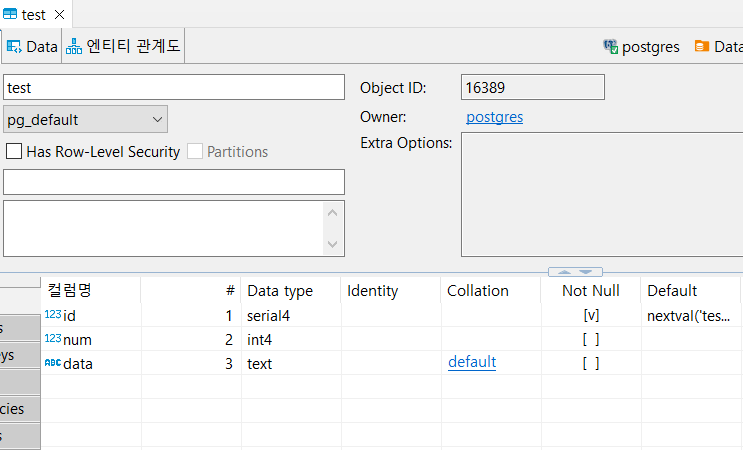 test
Data 엔티티 관계도 postgres Data
test
Object ID: 16389
pg_default
Owner: postgres
Has Row-Level Security Partitions
Extra Options:
컬럼명 # Data type Identity Collation Not Null Default
123 id 1 serial4 [v] nextval('tes...
123 num 2 int4 [ ]
ABC data 3 text default [ ]
s
eys
cies
s